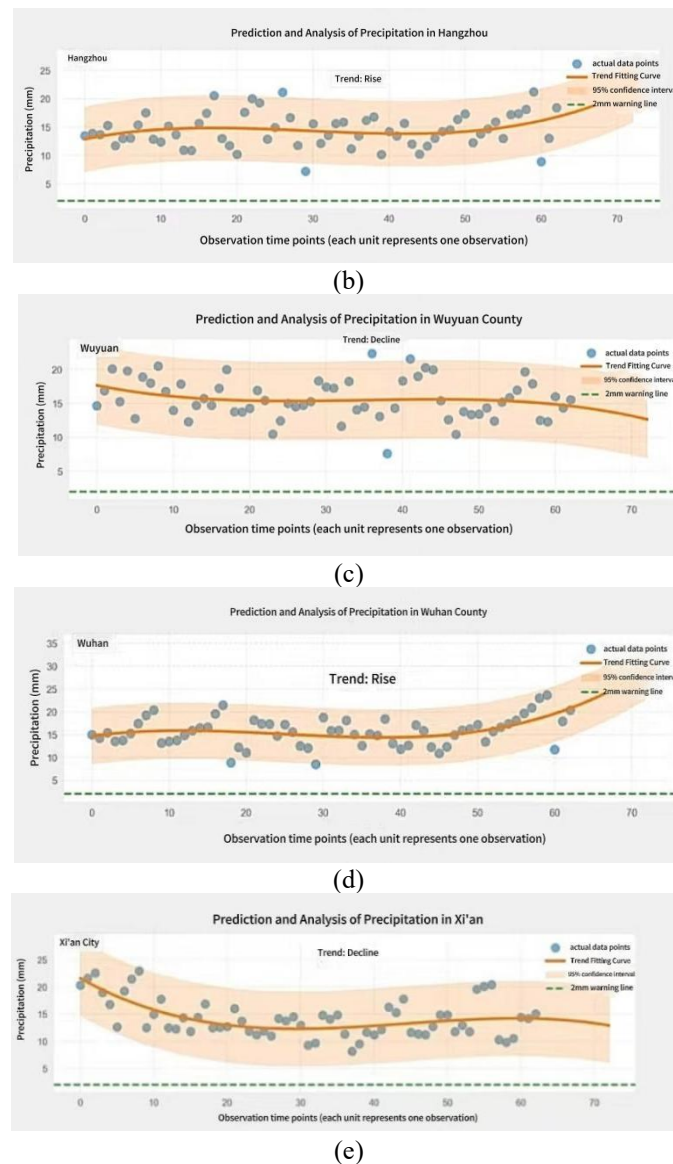 Prediction and Analysis of Precipitation in Hangzhou
Hangzhou
Trend: Rise
actual data points
Trend Fitting Curve
95% confidence interval
2mm warning line
Precipitation (mm)
25
20
15
10
5
0 10 20 30 40 50 60 70
Observation time points (each unit represents one observation)
(b)
Prediction and Analysis of Precipitation in Wuyuan County
Wuyuan
Trend: Decline
actual data points
Trend Fitting Curve
95% confidence interval
2mm warning line
Precipitation (mm)
20
15
10
5
0 10 20 30 40 50 60 70
Observation time points (each unit represents one observation)
(c)
Prediction and Analysis of Precipitation in Wuhan County
Wuhan
Trend: Rise
actual data points
Trend Fitting Curve
95% confidence interval
2mm warning line
Precipitation (mm)
35
30
25
20
15
10
5
0 10 20 30 40 50 60 70
Observation time points (each unit represents one observation)
(d)
Prediction and Analysis of Precipitation in Xi'an
Xi'an City
Trend: Decline
actual data points
Trend Fitting Curve
95% confidence interval
2mm warning line
Precipitation (mm)
25
20
15
10
5
0 10 20 30 40 50 60 70
Observation time points (each unit represents one observation)
(e)